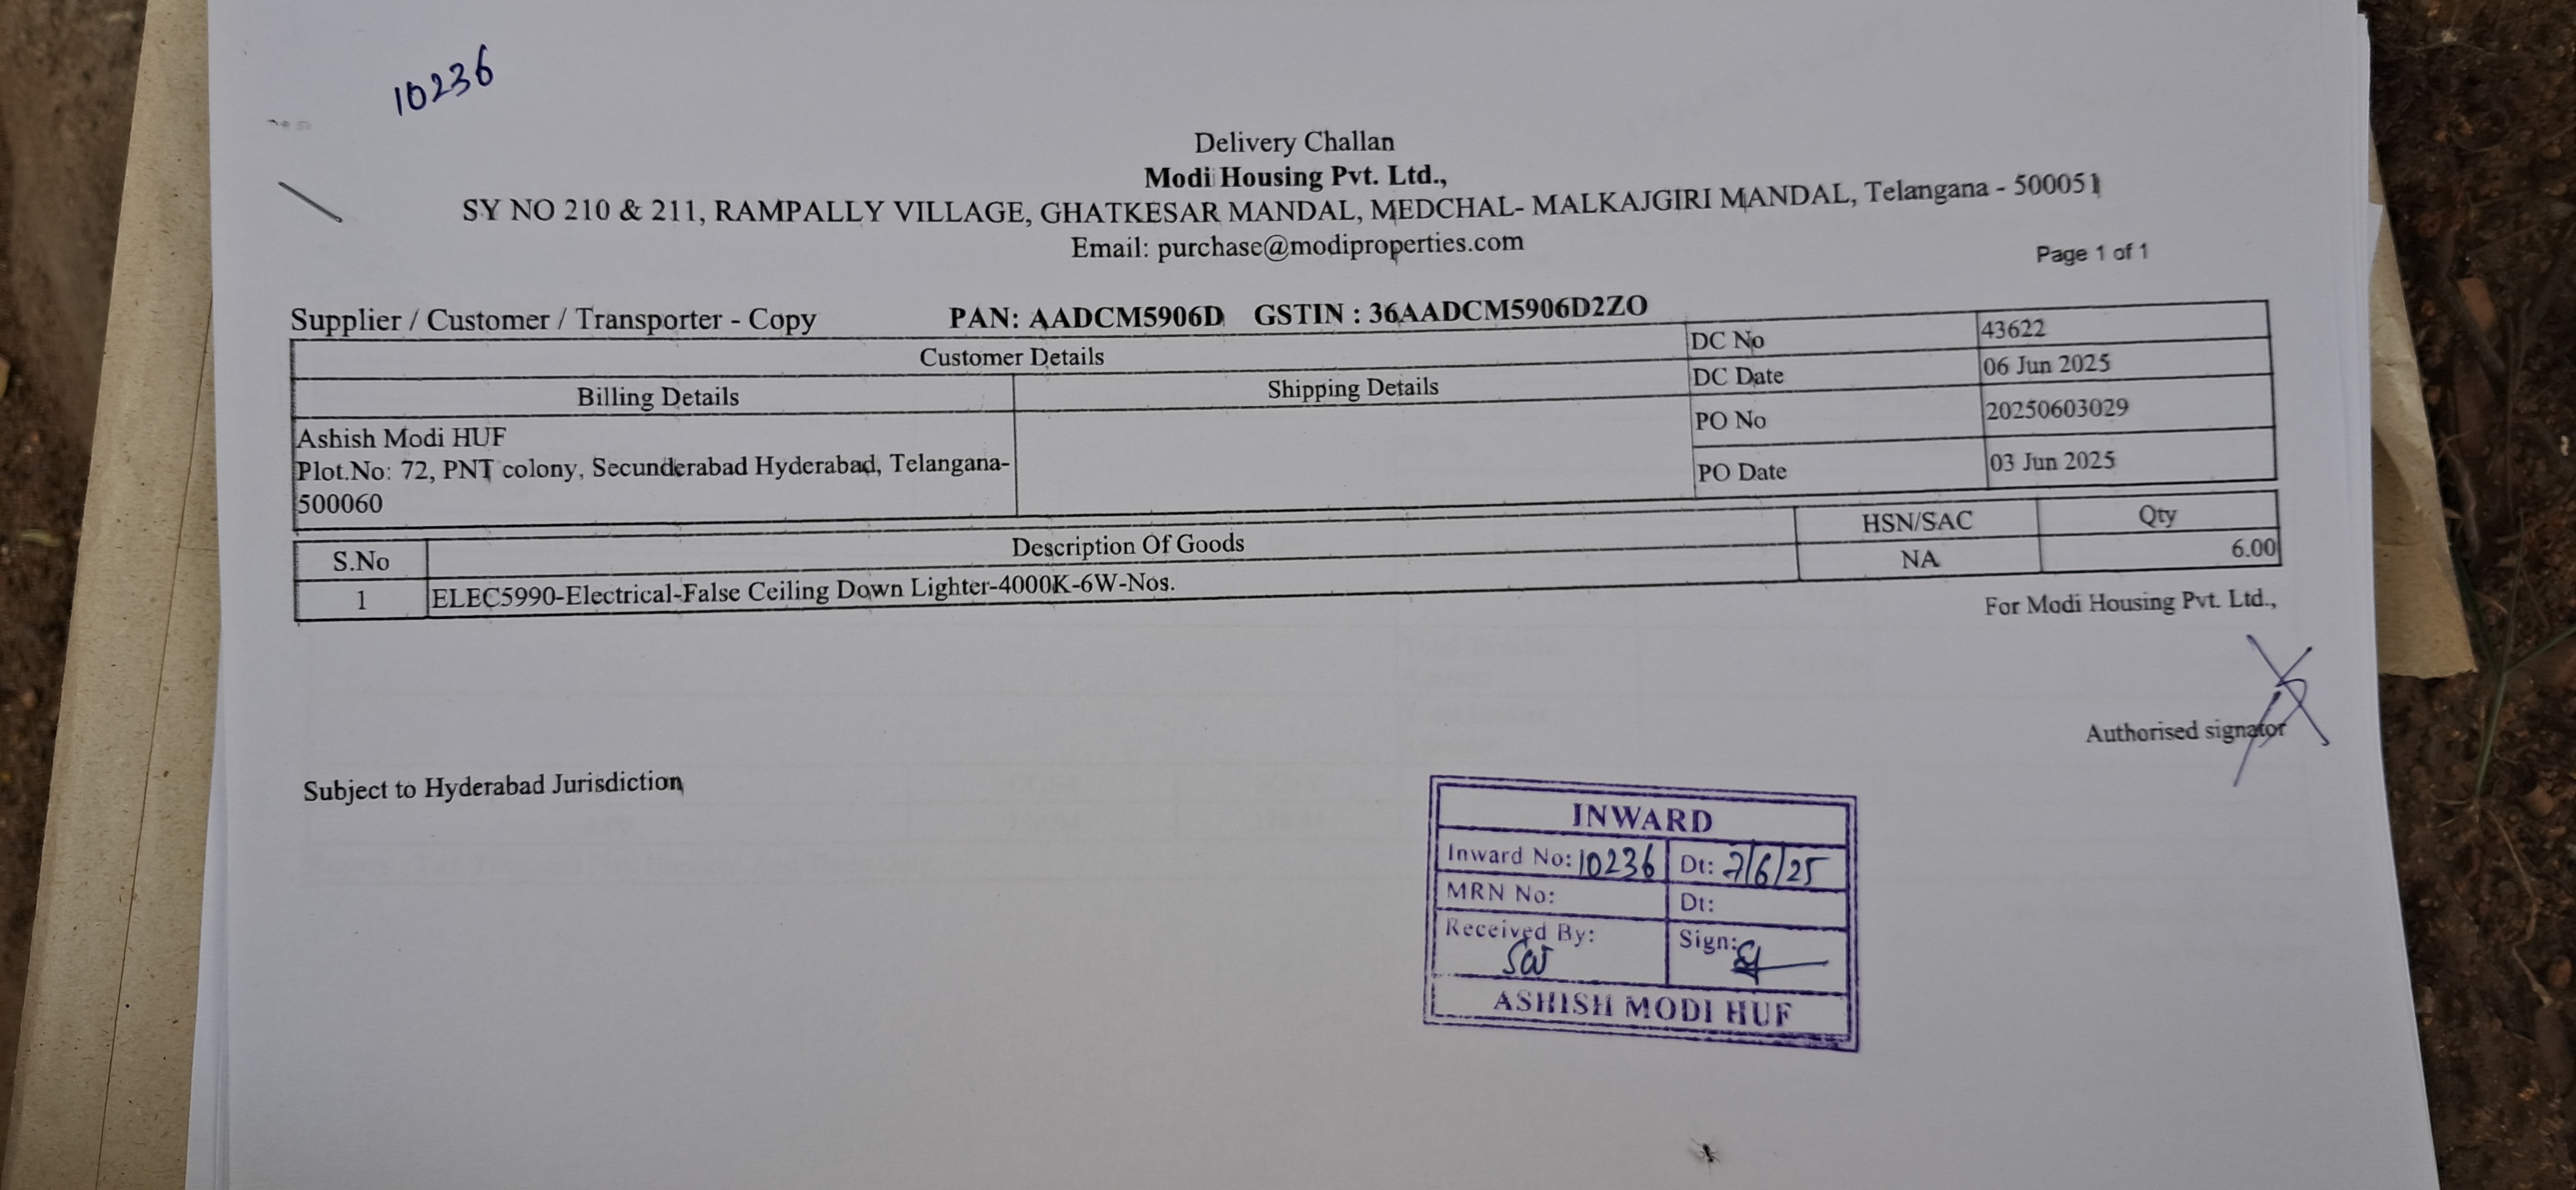 10236
Delivery Challan
Modi Housing Pvt. Ltd.,
SY NO 210 & 211, RAMPALLY VILLAGE, GHATKESAR MANDAL, MEDCHAL- MALKAJGIRI MANDAL, Telangana - 500051
Email: purchase@modiproperties.com
Page 1 of 1
Supplier / Customer / Transporter - Copy PAN: AADCM5906D GSTIN : 36AADCM5906D2ZO
Customer Details
Billing Details Shipping Details
Ashish Modi HUF
Plot.No: 72, PNT colony, Secunderabad Hyderabad, Telangana-
500060
DC No 43622
DC Date 06 Jun 2025
PO No 20250603029
PO Date 03 Jun 2025
S.No Description Of Goods HSN/SAC Qty
1 ELEC5990-Electrical-False Ceiling Down Lighter-4000K-6W-Nos. NA 6.00
For Modi Housing Pvt. Ltd.,
Authorised signator
Subject to Hyderabad Jurisdiction
INWARD
Inward No: 10236 Dt: 7/6/25
MRN No: Dt:
Received By: Sign:
ASHISH MODI HUF